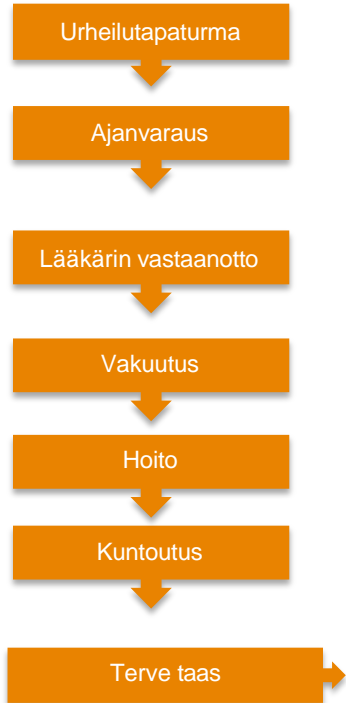 Urheilutapaturma
Ajanvaraus
Lääkärin vastaanotto
Vakuutus
Hoito
Kuntoutus
Terve taas